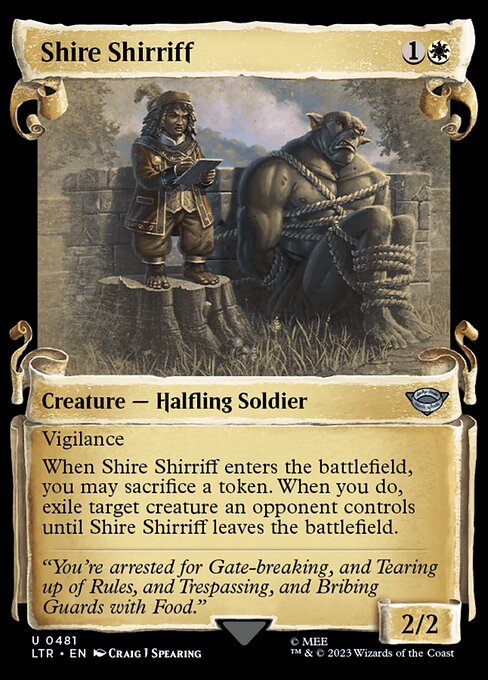 Shire Shirriff 1
Creature — Halfling Soldier
Vigilance
When Shire Shirriff enters the battlefield,
you may sacrifice a token. When you do,
exile target creature an opponent controls
until Shire Shirriff leaves the battlefield.
“You’re arrested for Gate-breaking, and Tearing
up of Rules, and Trespassing, and Bribing
Guards with Food.”
2/2
U 0481
LTR • EN Craig J Spearing
© MEE
™ & © 2023 Wizards of the Coast